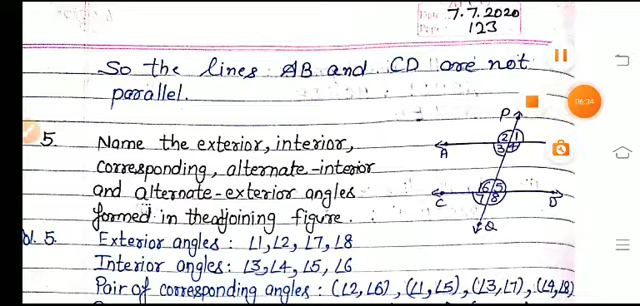 Date 7.7.2020
Page 123
So the lines AB and CD are not
parallel.
5. Name the exterior, interior,
corresponding, alternate-interior
and alternate-exterior angles
formed in the adjoining figure.
P
2 1
3 4
A
6 5
7 8
C D
Q
5. Exterior angles : ∠1, ∠2, ∠7, ∠8
Interior angles : ∠3, ∠4, ∠5, ∠6
Pair of corresponding angles : (∠2, ∠6), (∠1, ∠5), (∠3, ∠7), (∠4, ∠8)